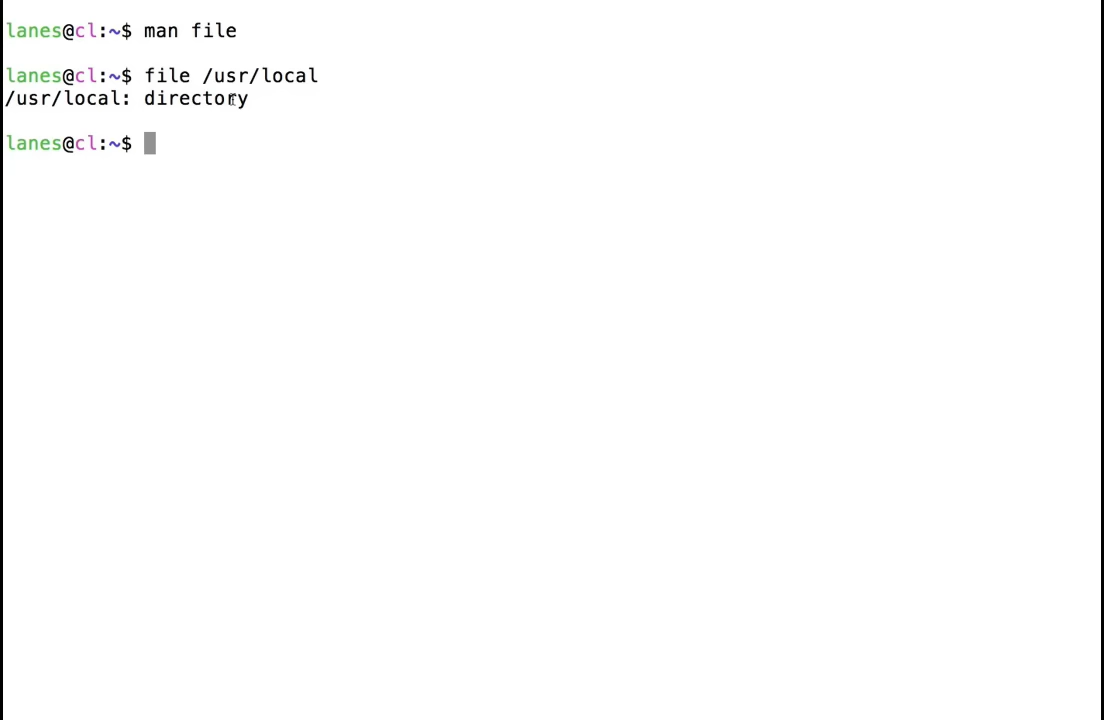 lanes@cl:~$ man file
lanes@cl:~$ file /usr/local
/usr/local: directory
lanes@cl:~$